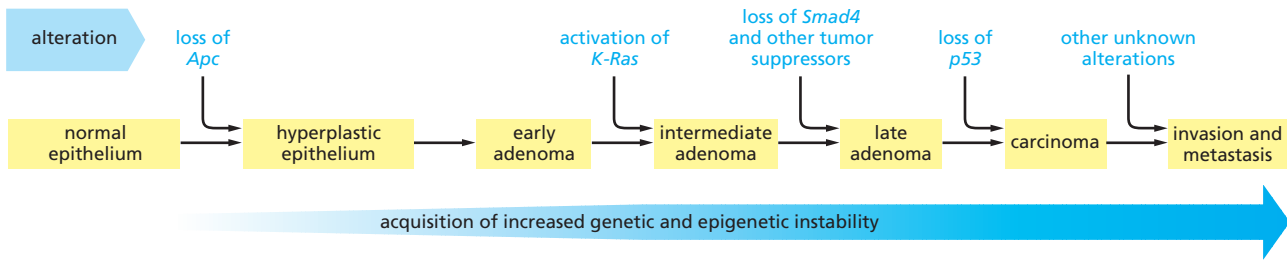 alteration
loss of
Apc
activation of
K-Ras
loss of Smad4
and other tumor
suppressors
loss of
p53
other unknown
alterations
normal
epithelium
hyperplastic
epithelium
early
adenoma
intermediate
adenoma
late
adenoma
carcinoma
invasion and
metastasis
acquisition of increased genetic and epigenetic instability